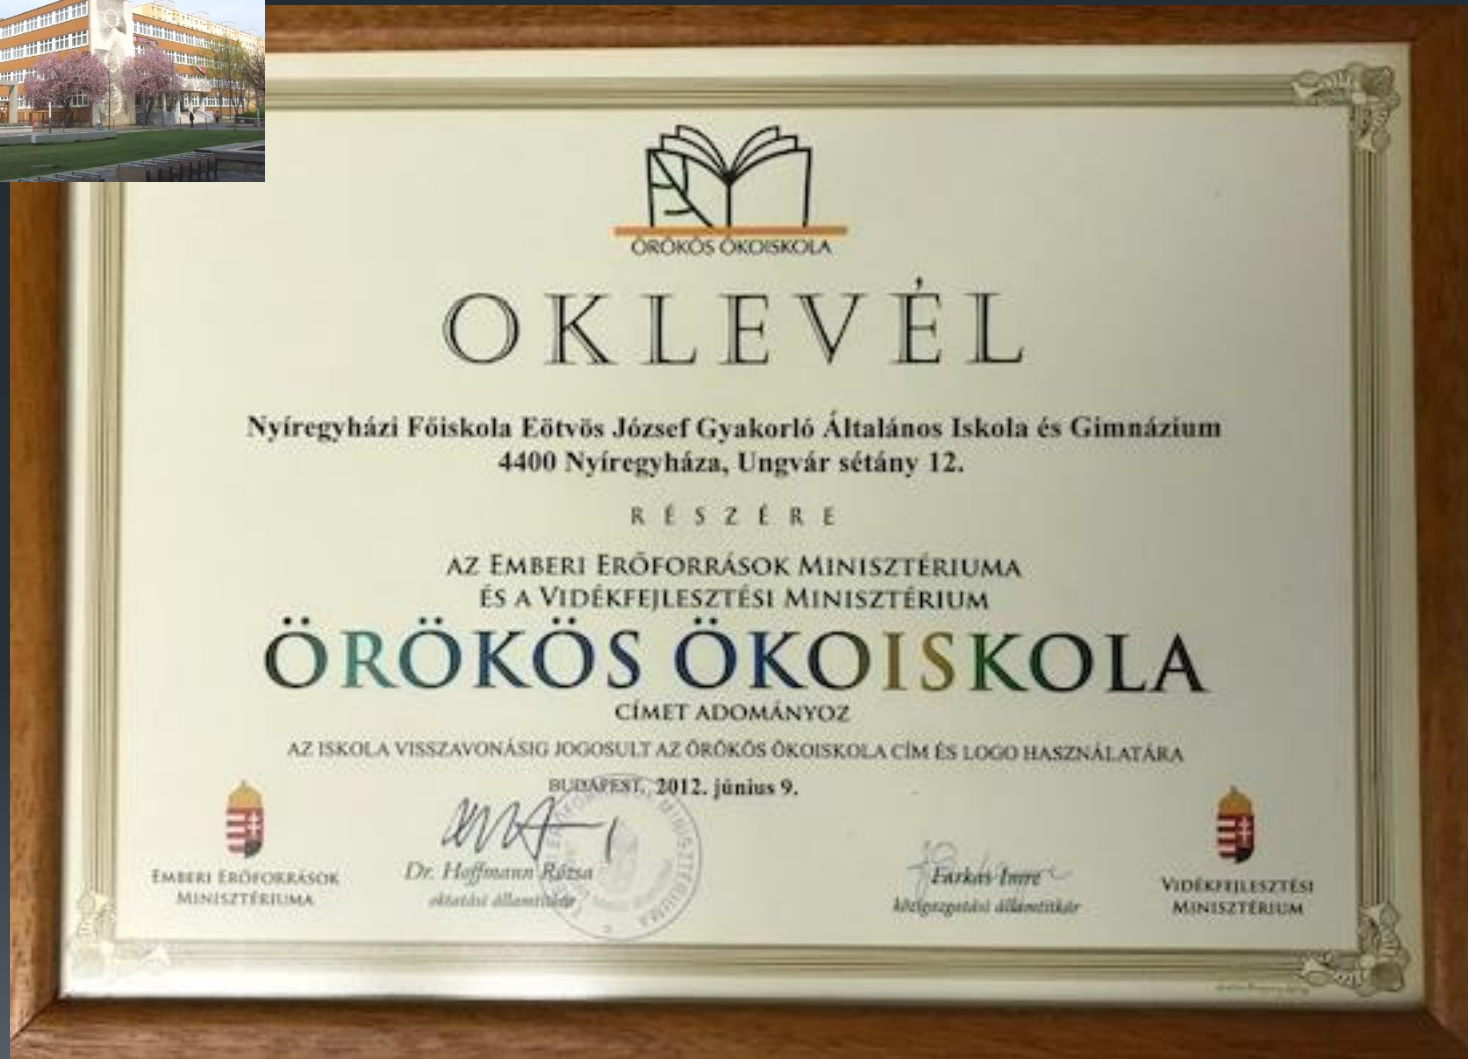 ÖRÖKÖS ÖKOISKOLA
OKLEVÉL
Nyíregyházi Főiskola Eötvös József Gyakorló Általános Iskola és Gimnázium
4400 Nyíregyháza, Ungvár sétány 12.
RÉSZÉRE
AZ EMBERI ERŐFORRÁSOK MINISZTÉRIUMA
ÉS A VIDÉKFEJLESZTÉSI MINISZTÉRIUM
ÖRÖKÖS ÖKOISKOLA
CÍMET ADOMÁNYOZ
AZ ISKOLA VISSZAVONÁSIG JOGOSULT AZ ÖRÖKÖS ÖKOISKOLA CÍM ÉS LOGO HASZNÁLATÁRA
BUDAPEST, 2012. június 9.
Dr. Hoffmann Rózsa
oktatási államtitkár
Farkas Imre
közigazgatási államtitkár
EMBERI ERŐFORRÁSOK
MINISZTÉRIUMA
VIDÉKFEJLESZTÉSI
MINISZTÉRIUM